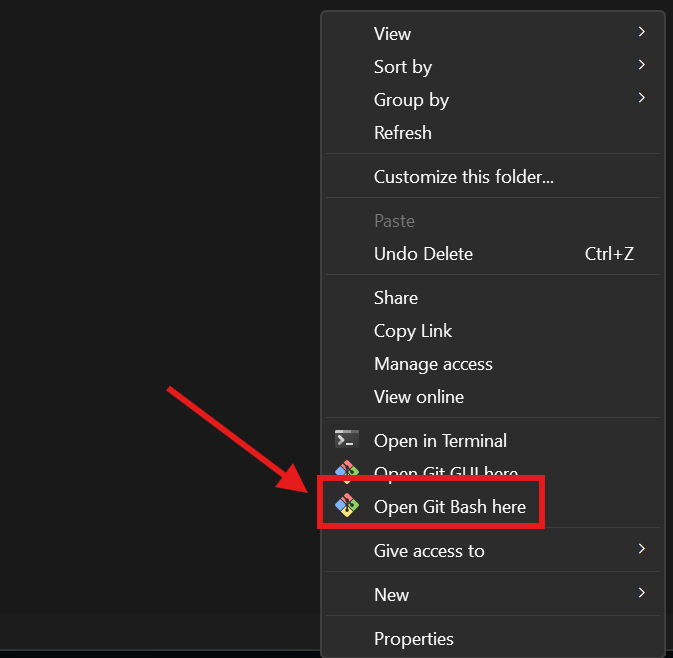 View
Sort by
Group by
Refresh
Customize this folder...
Paste
Undo Delete Ctrl+Z
Share
Copy Link
Manage access
View online
Open in Terminal
Open Git GUI here
Open Git Bash here
Give access to
New
Properties